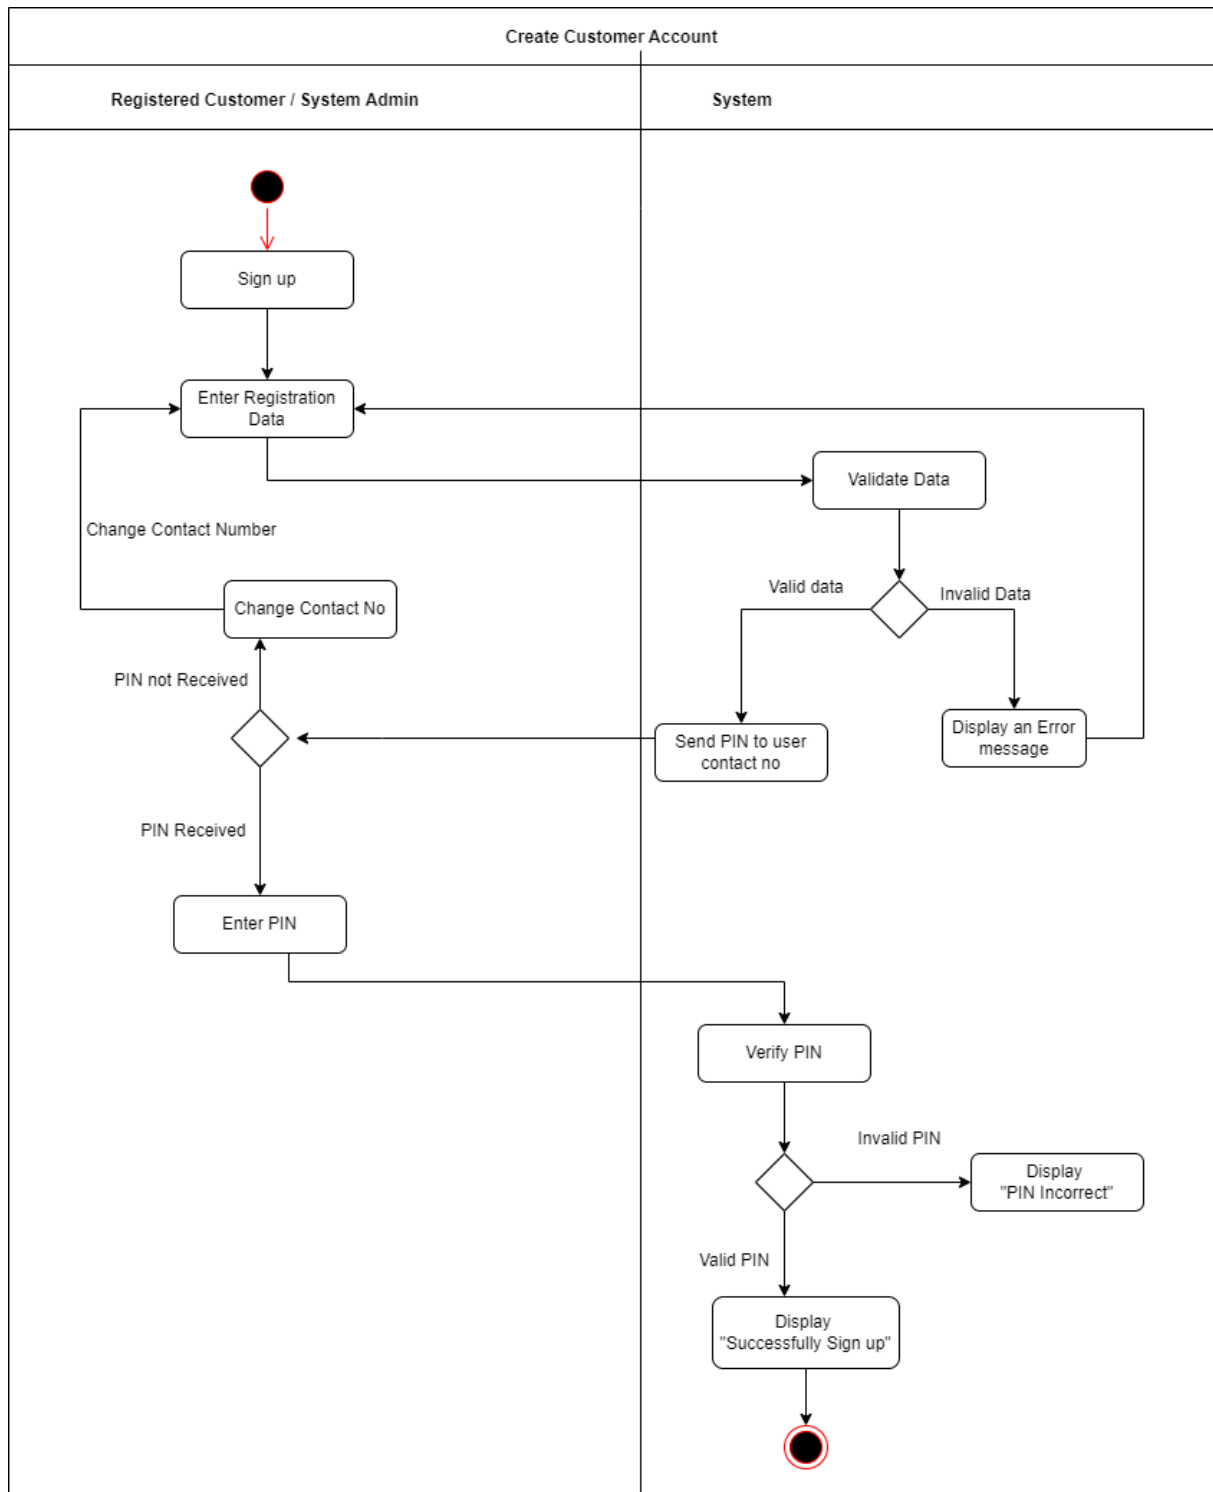 Create Customer Account
Registered Customer / System Admin
System
Sign up
Enter Registration
Data
Validate Data
Change Contact Number
Valid data
Invalid Data
Change Contact No
PIN not Received
Send PIN to user
contact no
Display an Error
message
PIN Received
Enter PIN
Verify PIN
Invalid PIN
Display
"PIN Incorrect"
Valid PIN
Display
"Successfully Sign up"